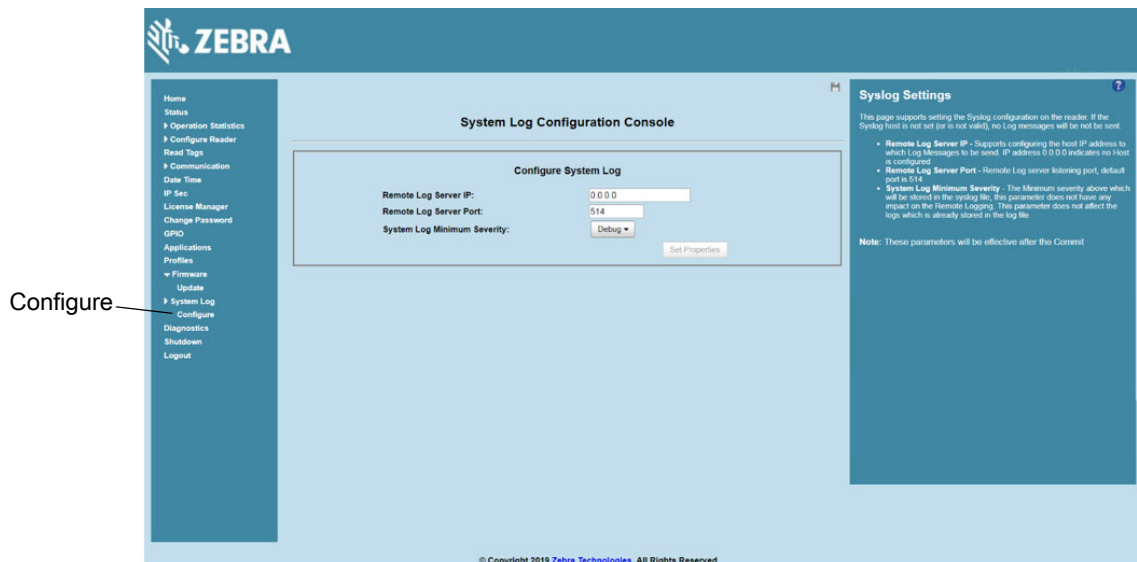 ZEBRA
Home
Status
Operation Statistics
Configure Reader
Read Tags
Communication
Date Time
IP Sec
License Manager
Change Password
GPIO
Applications
Profiles
Firmware
Update
System Log
Configure
Diagnostics
Shutdown
Logout
Configure
System Log Configuration Console
Configure System Log
Remote Log Server IP: 0.0.0.0
Remote Log Server Port: 514
System Log Minimum Severity: Debug
Set Properties
?
Syslog Settings
This page supports setting the Syslog configuration on the reader. If the
Syslog host is not set (or is not valid), no Log messages will be not be sent.
• Remote Log Server IP - Supports configuring the host IP address to
which Log Messages to be send. IP address 0.0.0.0 indicates no Host
is configured
• Remote Log Server Port - Remote Log server listening port, default
port is 514
• System Log Minimum Severity - The Minimum severity above which
will be stored in the syslog file, this parameter does not have any
impact on the Remote Logging. This parameter does not affect the
logs which is already stored in the log file
Note: These parameters will be effective after the Commit
© Copyright 2019 Zebra Technologies. All Rights Reserved